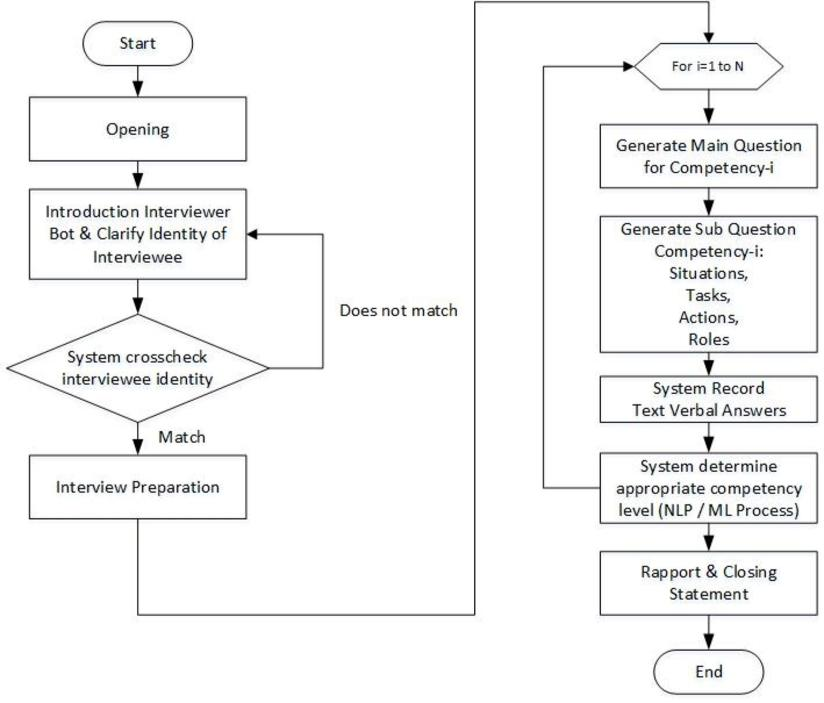 Start
Opening
Introduction Interviewer
Bot & Clarify Identity of
Interviewee
Does not match
System crosscheck
interviewee identity
Match
Interview Preparation
For i=1 to N
Generate Main Question
for Competency-i
Generate Sub Question
Competency-i:
Situations,
Tasks,
Actions,
Roles
System Record
Text Verbal Answers
System determine
appropriate competency
level (NLP / ML Process)
Rapport & Closing
Statement
End